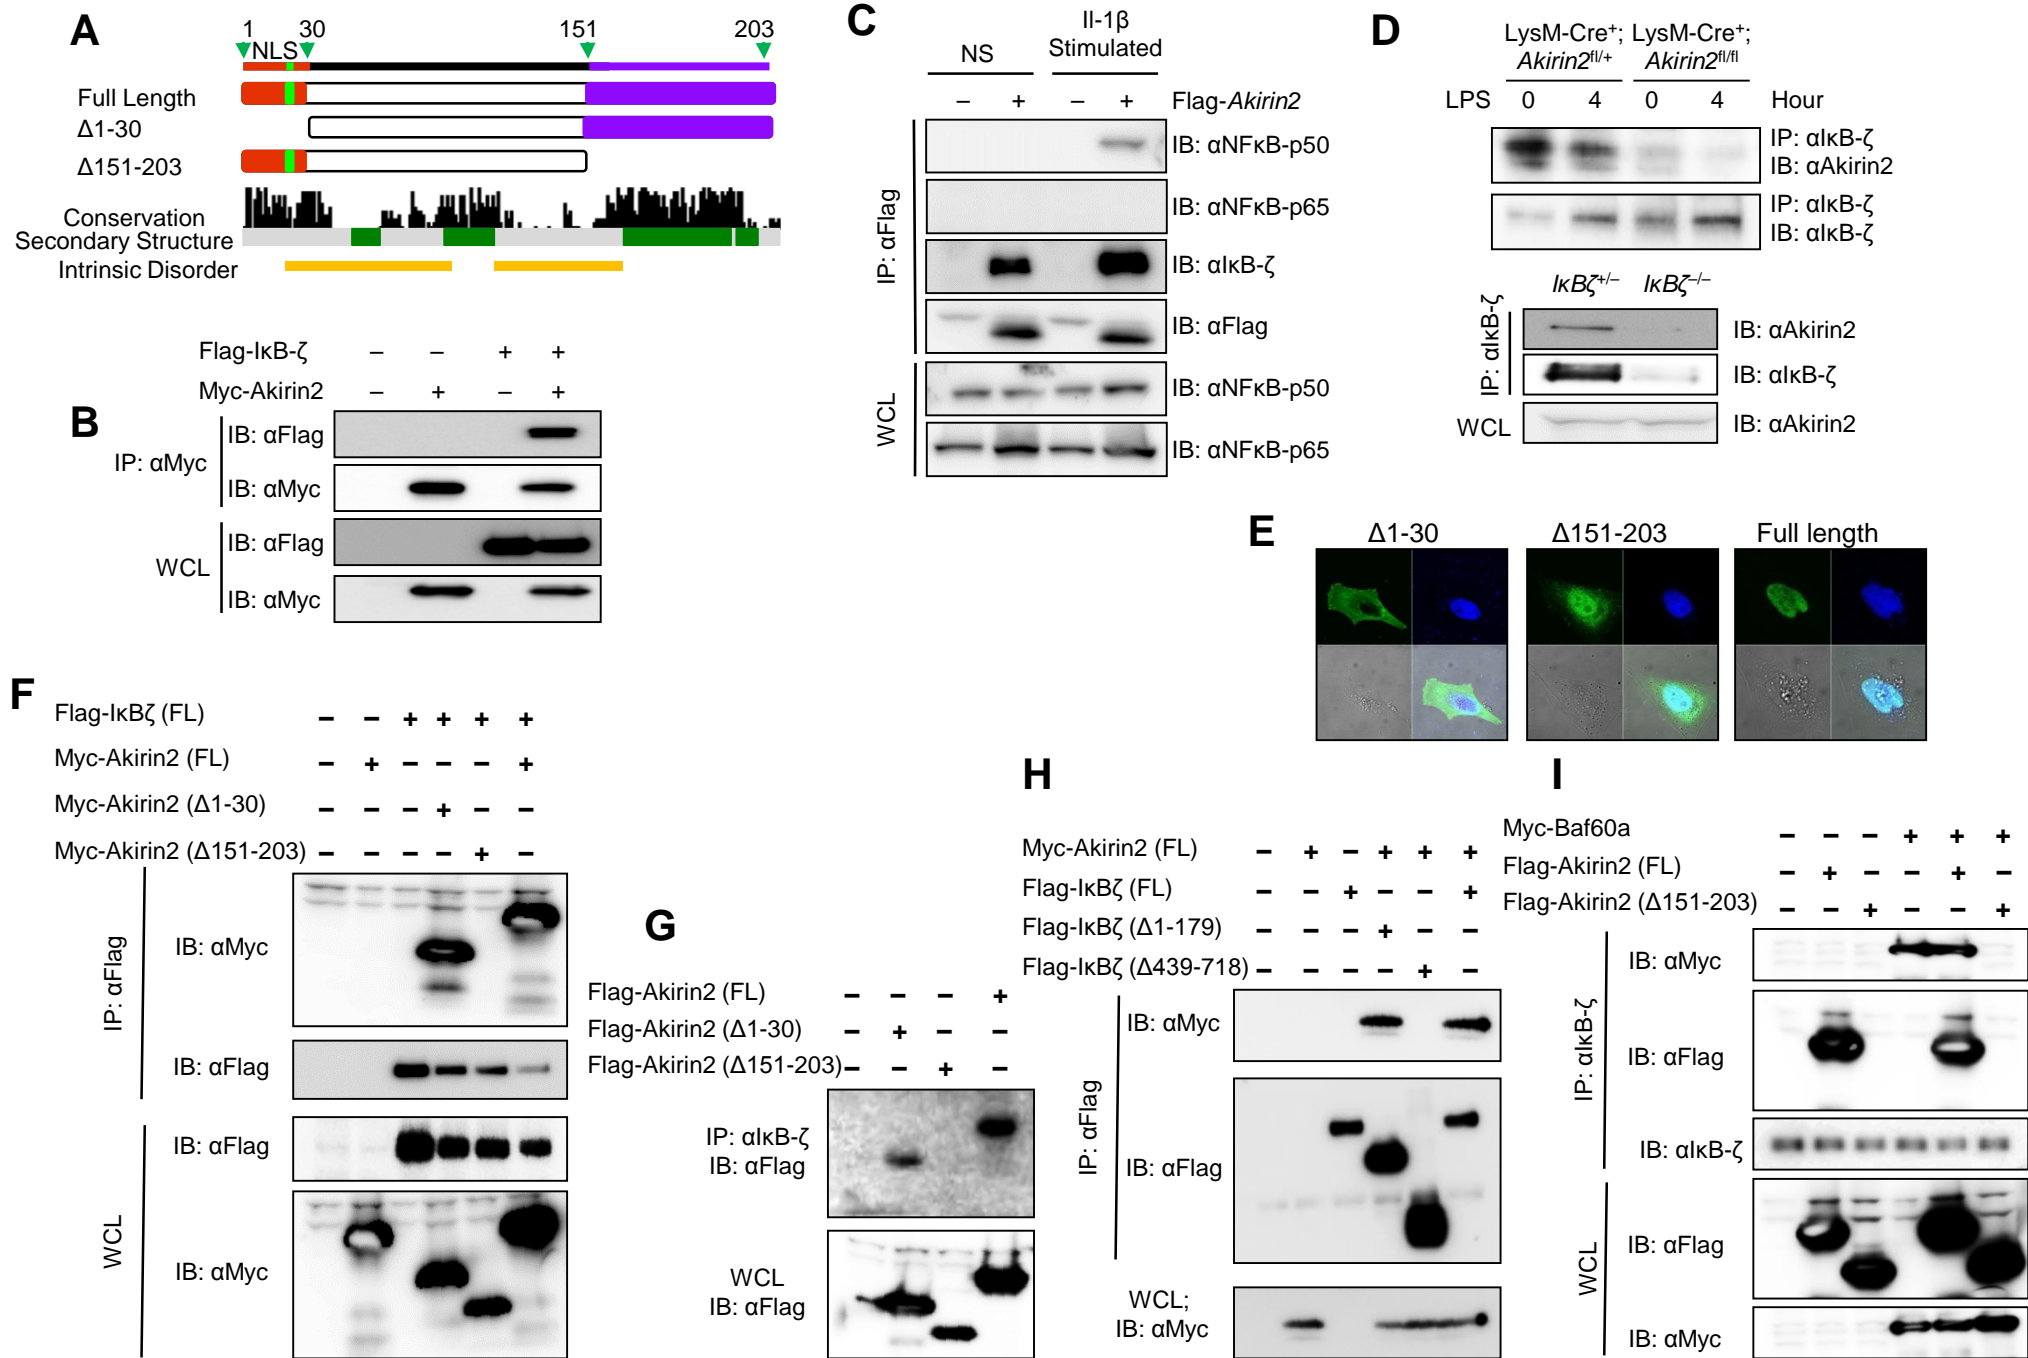 A
1 30 151 203
NLS
Full Length
Δ1-30
Δ151-203
Conservation
Secondary Structure
Intrinsic Disorder
B
Flag-IκB-ζ – – + +
Myc-Akirin2 – + – +
IP: αMyc
IB: αFlag
IB: αMyc
WCL
IB: αFlag
IB: αMyc
C
NS
Il-1β
Stimulated
– + – + Flag-Akirin2
IP: αFlag
IB: αNFκB-p50
IB: αNFκB-p65
IB: αIκB-ζ
IB: αFlag
WCL
IB: αNFκB-p50
IB: αNFκB-p65
D
LysM-Cre+; LysM-Cre+;
Akirin2fl/+ Akirin2fl/fl
LPS 0 4 0 4 Hour
IP: αIκB-ζ
IB: αAkirin2
IP: αIκB-ζ
IB: αIκB-ζ
IκBζ+/– IκBζ–/–
IP: αIκB-ζ
IB: αAkirin2
IB: αIκB-ζ
WCL IB: αAkirin2
E
Δ1-30 Δ151-203 Full length
F
Flag-IκBζ (FL) – – + + + +
Myc-Akirin2 (FL) – + – – – +
Myc-Akirin2 (Δ1-30) – – – + – –
Myc-Akirin2 (Δ151-203) – – – – + –
IP: αFlag
IB: αMyc
IB: αFlag
WCL
IB: αFlag
IB: αMyc
G
Flag-Akirin2 (FL) – – – +
Flag-Akirin2 (Δ1-30) – + – –
Flag-Akirin2 (Δ151-203) – – + –
IP: αIκB-ζ
IB: αFlag
WCL
IB: αFlag
H
Myc-Akirin2 (FL) – + – + + +
Flag-IκBζ (FL) – – + – – +
Flag-IκBζ (Δ1-179) – – – + – –
Flag-IκBζ (Δ439-718) – – – – + –
IP: αFlag
IB: αMyc
IB: αFlag
WCL;
IB: αMyc
I
Myc-Baf60a – – – + + +
Flag-Akirin2 (FL) – + – – + –
Flag-Akirin2 (Δ151-203) – – + – – +
IP: αIκB-ζ
IB: αMyc
IB: αFlag
IB: αIκB-ζ
WCL
IB: αFlag
IB: αMyc